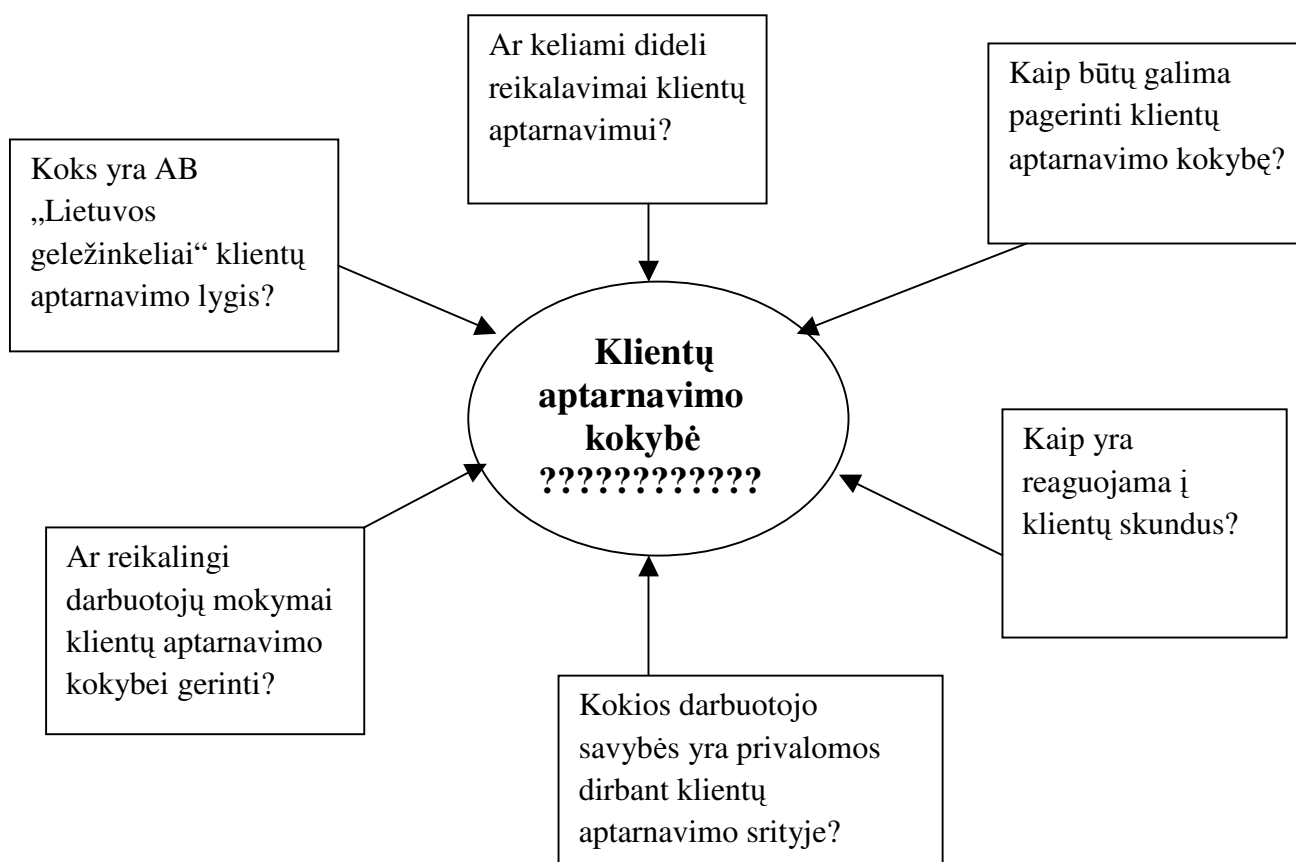 Ar keliami dideli
reikalavimai klientų
aptarnavimui?
Kaip būtų galima
pagerinti klientų
aptarnavimo kokybę?
Koks yra AB
„Lietuvos
geležinkeliai“ klientų
aptarnavimo lygis?
Klientų
aptarnavimo
kokybė
????????????
Kaip yra
reaguojama į
klientų skundus?
Ar reikalingi
darbuotojų mokymai
klientų aptarnavimo
kokybei gerinti?
Kokios darbuotojo
savybės yra privalomos
dirbant klientų
aptarnavimo srityje?